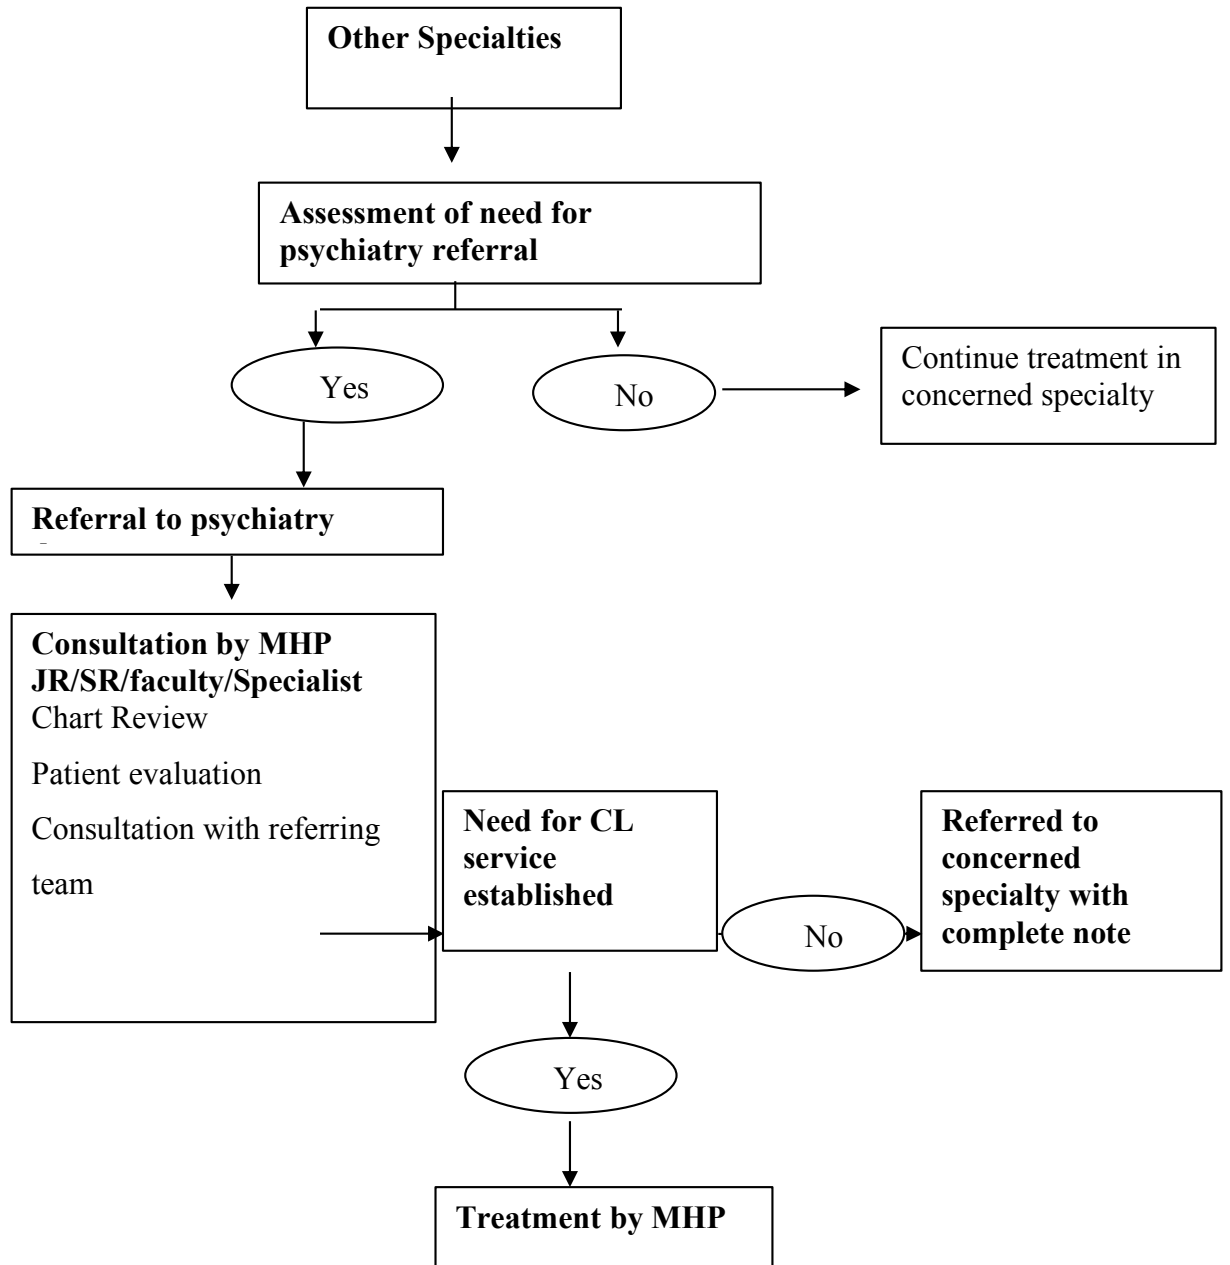 Other Specialties
Assessment of need for
psychiatry referral
Yes
No
Continue treatment in
concerned specialty
Referral to psychiatry
Consultation by MHP
JR/SR/faculty/Specialist
Chart Review
Patient evaluation
Consultation with referring
team
Need for CL
service
established
No
Referred to
concerned
specialty with
complete note
Yes
Treatment by MHP